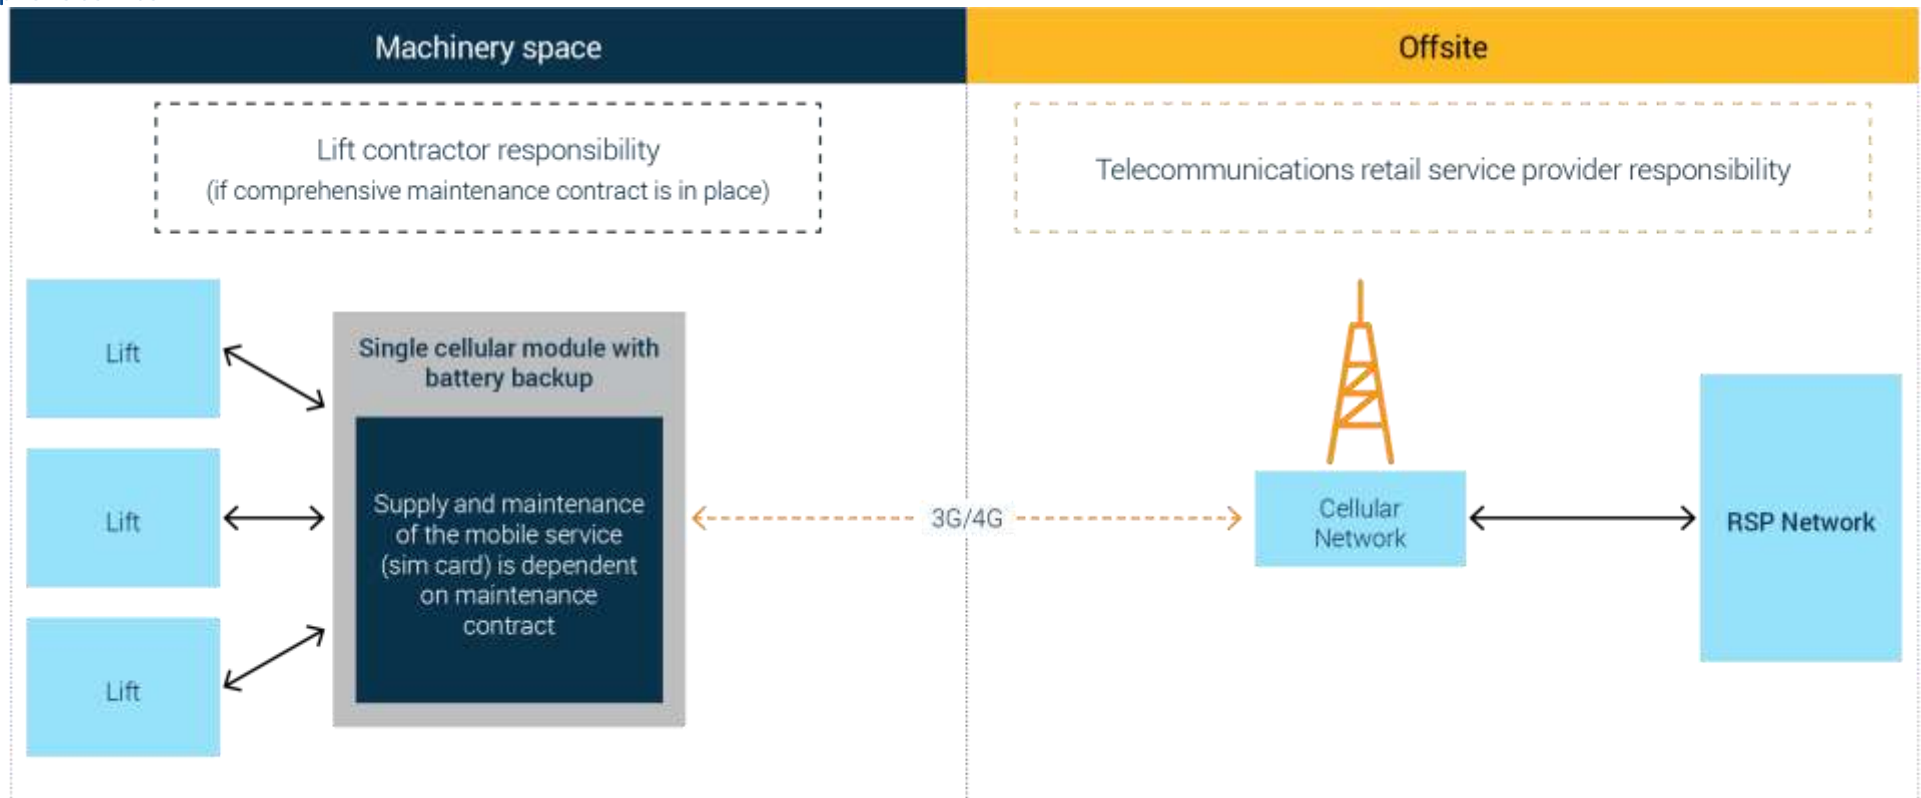 Machinery space
Offsite
Lift contractor responsibility
(if comprehensive maintenance contract is in place)
Telecommunications retail service provider responsibility
Lift
Lift
Lift
Single cellular module with
battery backup
Supply and maintenance
of the mobile service
(sim card) is dependent
on maintenance
contract
3G/4G
Cellular
Network
RSP Network